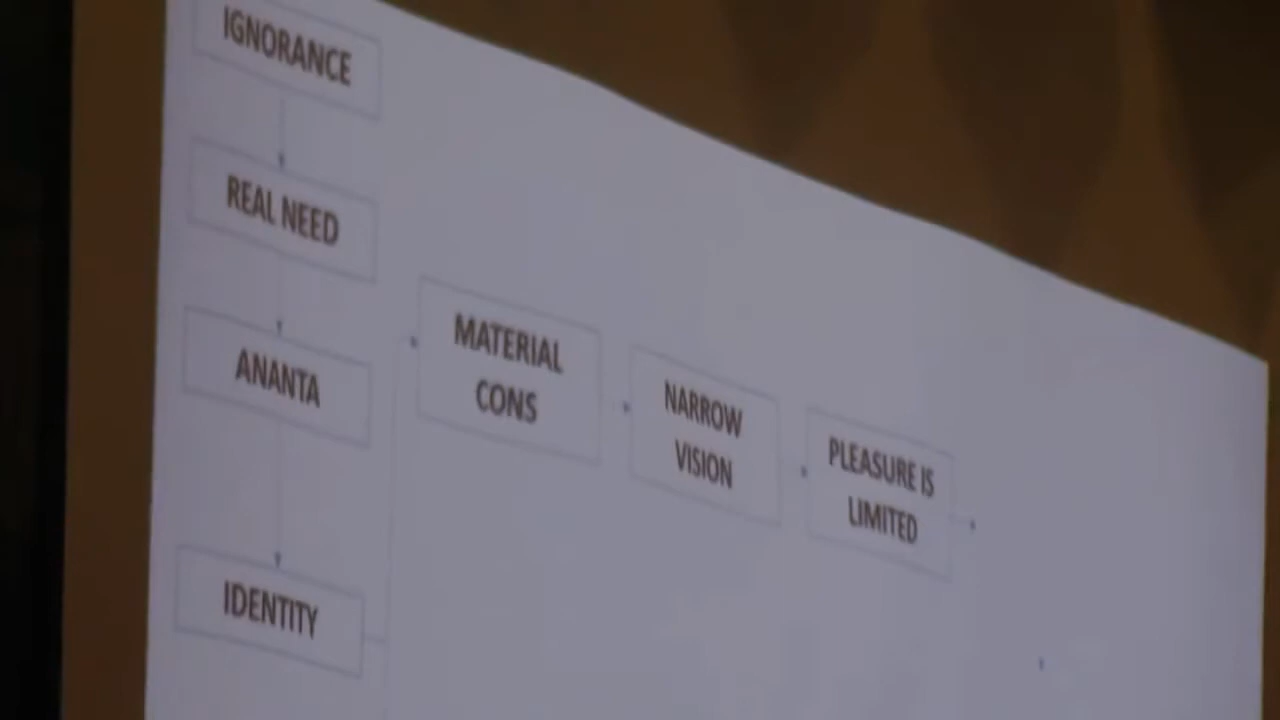 IGNORANCE
REAL NEED
ANANTA
IDENTITY
MATERIAL
CONS
NARROW
VISION
PLEASURE IS
LIMITED